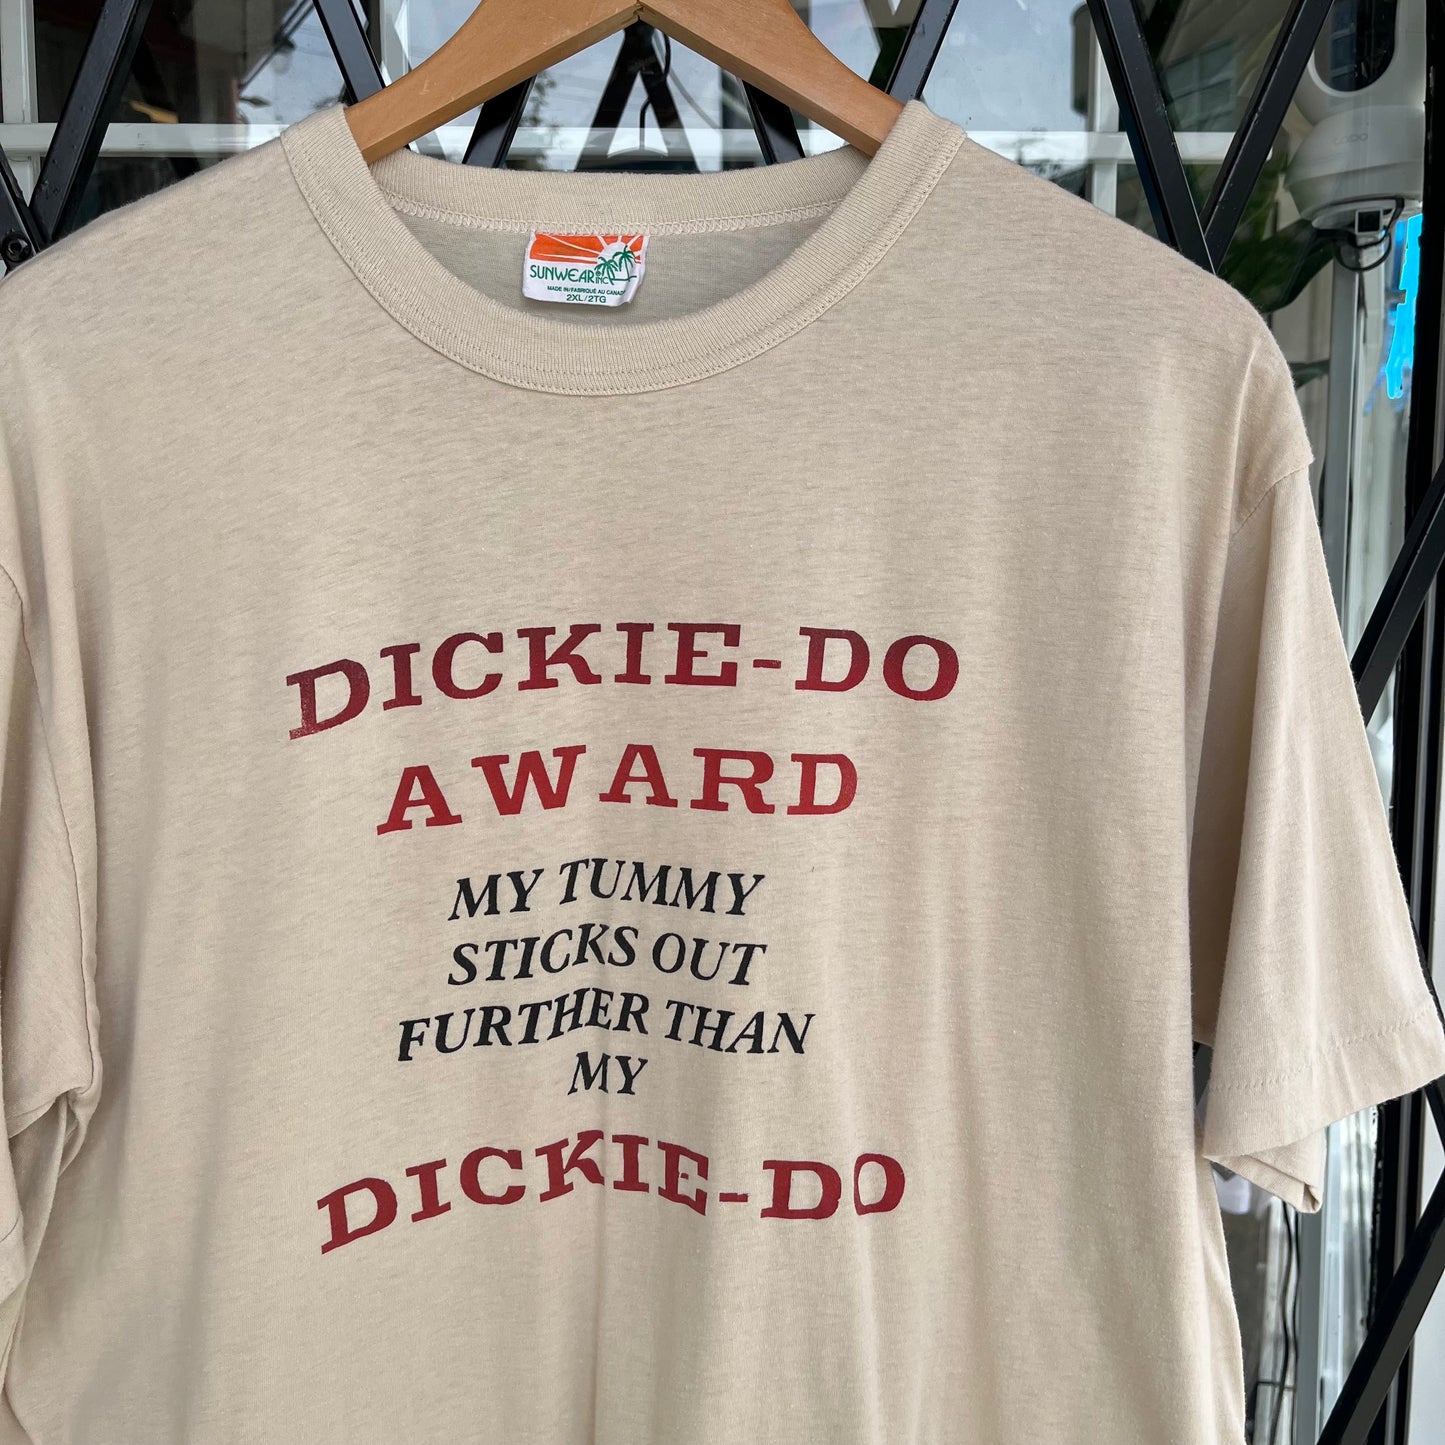 SUNWEAR INC
MADE IN/FABRIQUÉ AU CANADA
2XL/2TG
DICKIE-DO
AWARD
MY TUMMY
STICKS OUT
FURTHER THAN
MY
DICKIE-DO